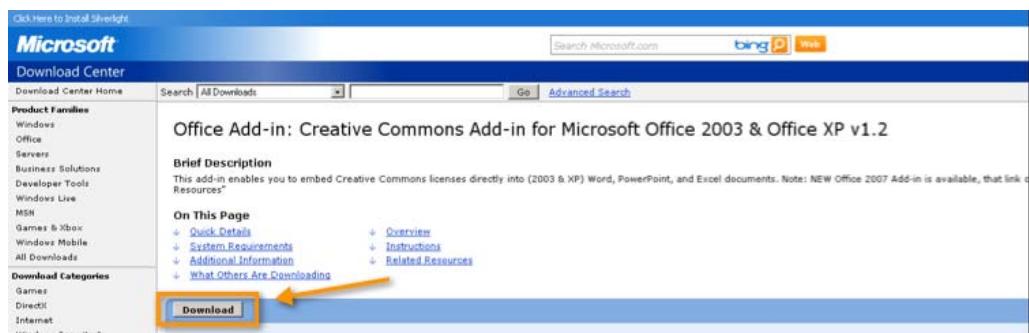 Click Here to Install Silverlight
Microsoft
Search Microsoft.com
bing
Web
Download Center
Download Center Home
Search
All Downloads
Go
Advanced Search
Product Families
Windows
Office
Servers
Business Solutions
Developer Tools
Windows Live
MSN
Games & Xbox
Windows Mobile
All Downloads
Download Categories
Games
DirectX
Internet
Office Add-in: Creative Commons Add-in for Microsoft Office 2003 & Office XP v1.2
Brief Description
This add-in enables you to embed Creative Commons licenses directly into (2003 & XP) Word, PowerPoint, and Excel documents. Note: NEW Office 2007 Add-in is available, that link
Resources"
On This Page
Quick Details
Overview
System Requirements
Instructions
Additional Information
Related Resources
What Others Are Downloading
Download